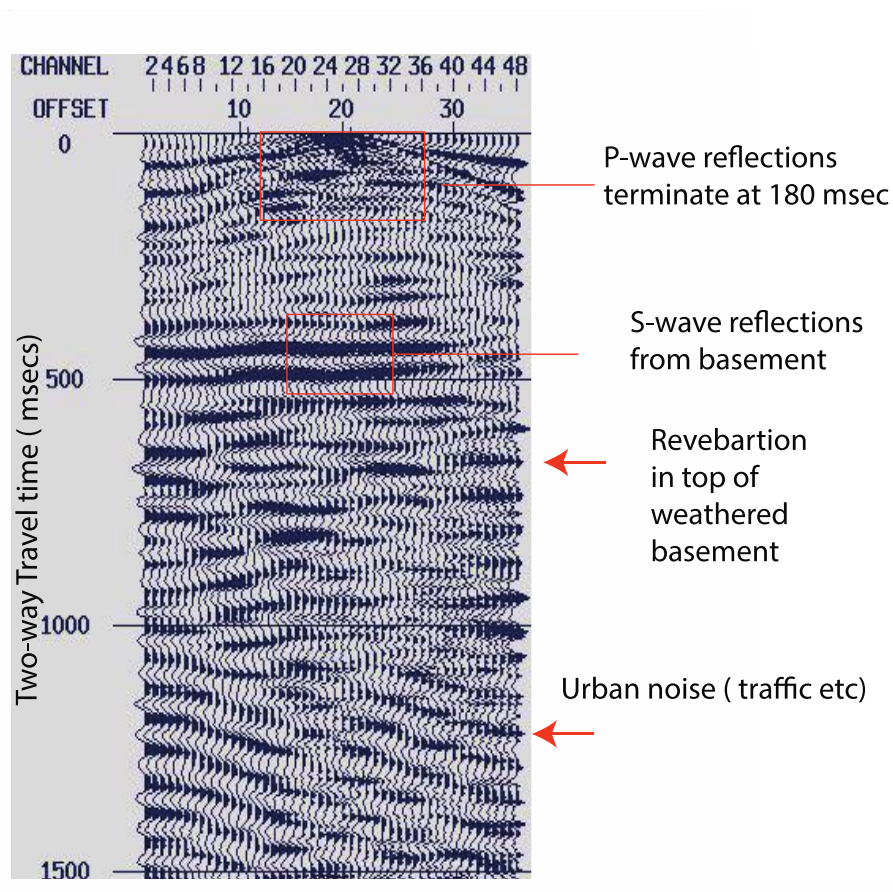 CHANNEL 2 4 6 8 12 16 20 24 28 32 36 40 44 48
OFFSET 10 20 30
0
P-wave reflections
terminate at 180 msec
S-wave reflections
from basement
500
Revebartion
in top of
weathered
basement
Two-way Travel time ( msecs)
1000
Urban noise ( traffic etc)
1500